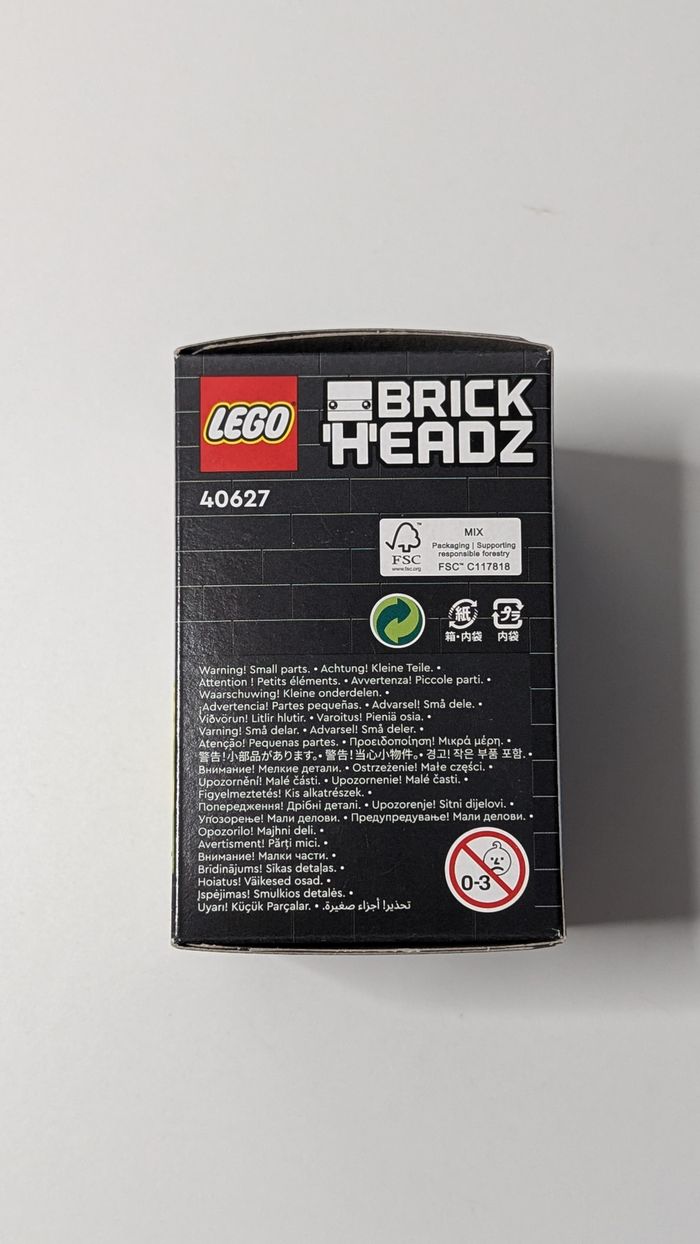 LEGO
BRICK
HEADZ
40627
FSC™
www.fsc.org
MIX
Packaging | Supporting
responsible forestry
FSC™ C117818
紙
プラ
箱・内袋
内袋
Warning! Small parts. • Achtung! Kleine Teile. •
Attention ! Petits éléments. • Avvertenza! Piccole parti. •
Waarschuwing! Kleine onderdelen. •
¡Advertencia! Partes pequeñas. • Advarsel! Små dele. •
Viðvörun! Litlir hlutir. • Varoitus! Pieniä osia. •
Varning! Små delar. • Advarsel! Små deler. •
Atenção! Pequenas partes. • Προειδοποίηση! Μικρά μέρη. •
警告! 小部品があります。• 警告! 当心小物件。• 경고! 작은 부품 포함. •
Внимание! Мелкие детали. • Ostrzeżenie! Małe części. •
Upozornění! Malé části. • Upozornenie! Malé časti. •
Figyelmeztetés! Kis alkatrészek. •
Попередження! Дрібні деталі. • Upozorenje! Sitni dijelovi. •
Упозорење! Мали делови. • Предупредување! Мали делови. •
Opozorilo! Majhni deli. •
Avertisment! Părți mici. •
Внимание! Малки части. •
Brīdinājums! Sīkas detaļas. •
Hoiatus! Väikesed osad. •
Įspėjimas! Smulkios detalės. •
Uyarı! Küçük Parçalar. • تحذير! أجزاء صغيرة.
0-3